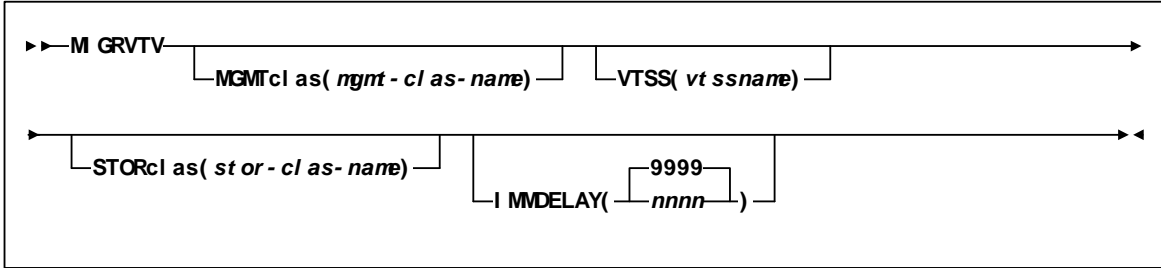 MIGRVTV
MGMTclas(mgmt-clas-name)
VTSS(vtssname)
STORclas(stor-clas-name)
IMMDELAY(
9999
nnnn
)